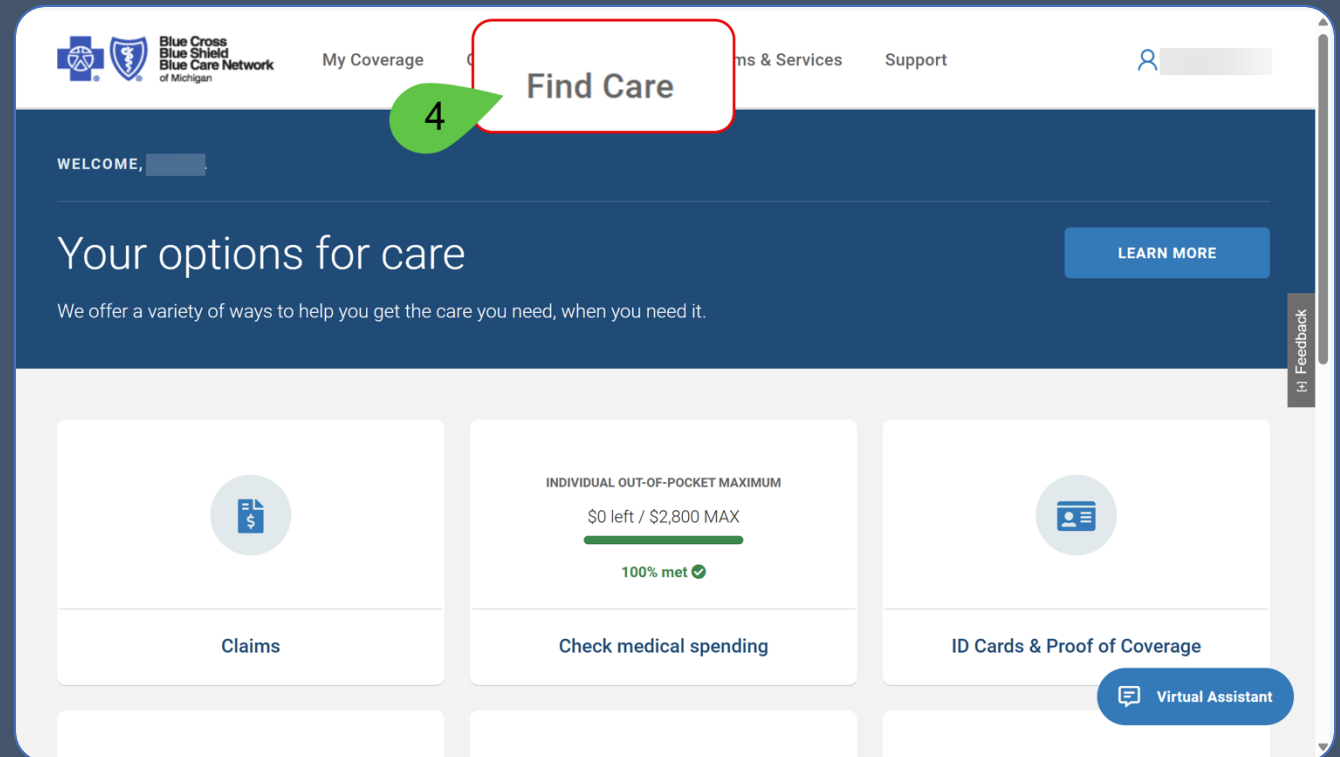 Blue Cross
Blue Shield
Blue Care Network
of Michigan
My Coverage
Find Care
ms & Services
Support
4
WELCOME,
Your options for care
LEARN MORE
We offer a variety of ways to help you get the care you need, when you need it.
[+] Feedback
INDIVIDUAL OUT-OF-POCKET MAXIMUM
$0 left / $2,800 MAX
100% met
Claims
Check medical spending
ID Cards & Proof of Coverage
Virtual Assistant